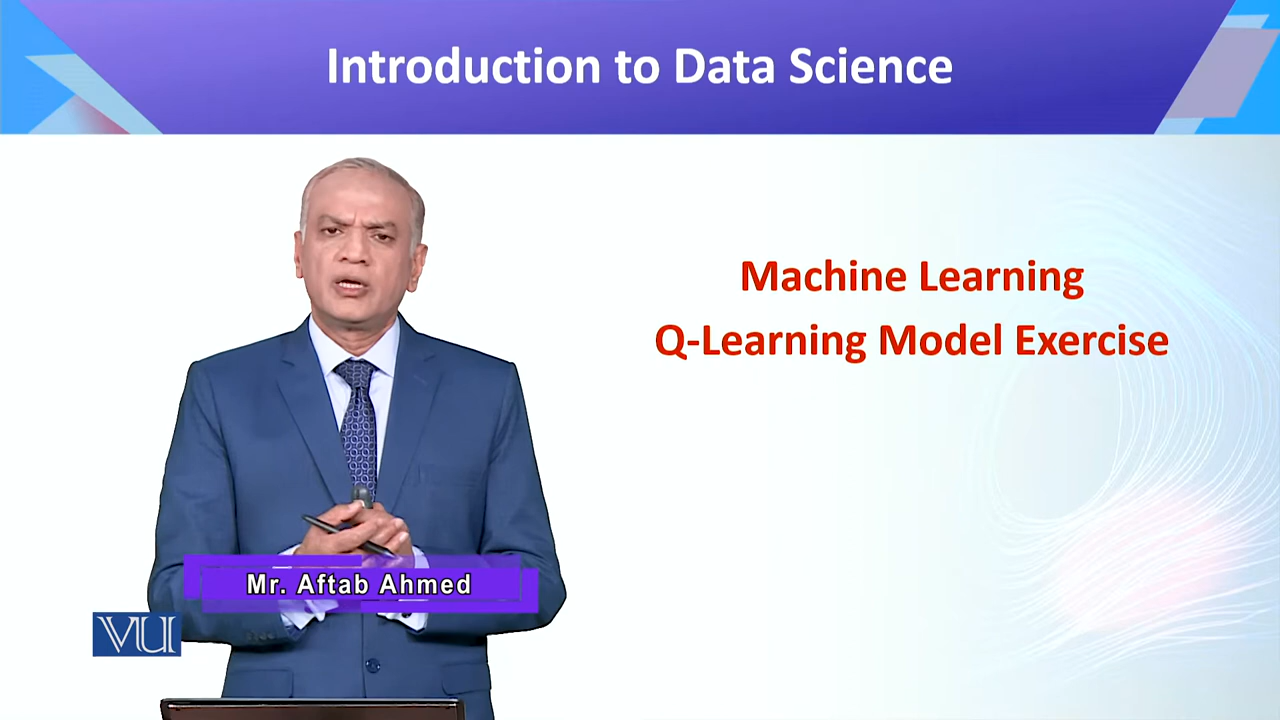 Introduction to Data Science
Machine Learning
Q-Learning Model Exercise
Mr. Aftab Ahmed
VU